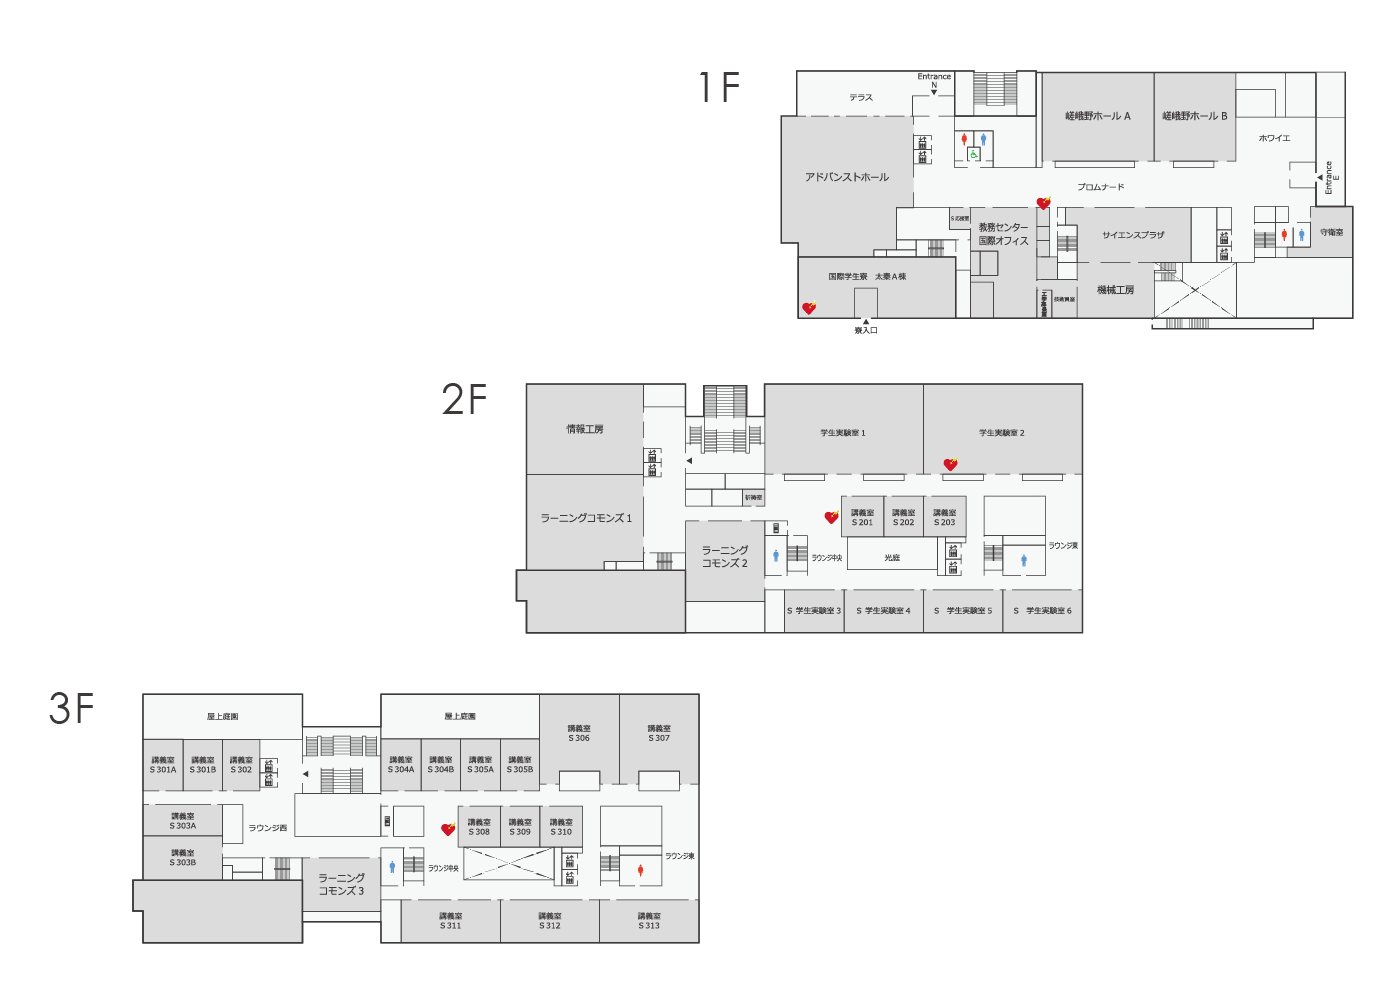 1F
Entrance
N
テラス
嵯峨野ホール A
嵯峨野ホール B
ホワイエ
アドバンストホール
プロムナード
Entrance
E
S 応接室
教務センター
国際オフィス
サイエンスプラザ
守衛室
国際学生寮 太秦A棟
機械工房
技術員室
寮入口
2F
情報工房
学生実験室 1
学生実験室 2
祈祷室
ラーニングコモンズ 1
講義室
S 201
講義室
S 202
講義室
S 203
ラーニング
コモンズ 2
ラウンジ中央
光庭
ラウンジ東
S 学生実験室 3
S 学生実験室 4
S 学生実験室 5
S 学生実験室 6
3F
屋上庭園
屋上庭園
講義室
S 306
講義室
S 307
講義室
S 301A
講義室
S 301B
講義室
S 302
講義室
S 304A
講義室
S 304B
講義室
S 305A
講義室
S 305B
講義室
S 303A
ラウンジ西
講義室
S 308
講義室
S 309
講義室
S 310
講義室
S 303B
ラーニング
コモンズ 3
ラウンジ中央
ラウンジ東
講義室
S 311
講義室
S 312
講義室
S 313